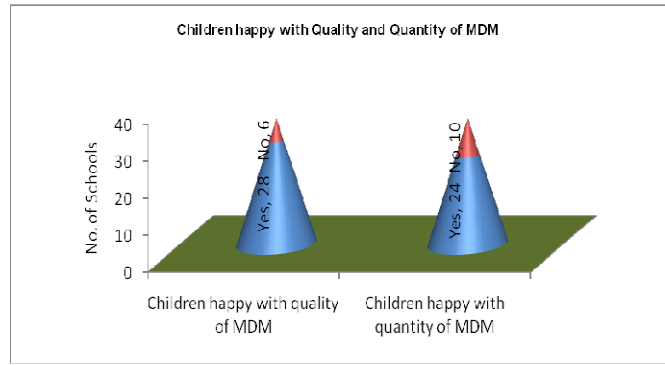 Children happy with Quality and Quantity of MDM
No. of Schools
40
30
20
10
0
Yes, 28 No, 6
Yes, 24 No, 10
Children happy with quality
of MDM
Children happy with
quantity of MDM